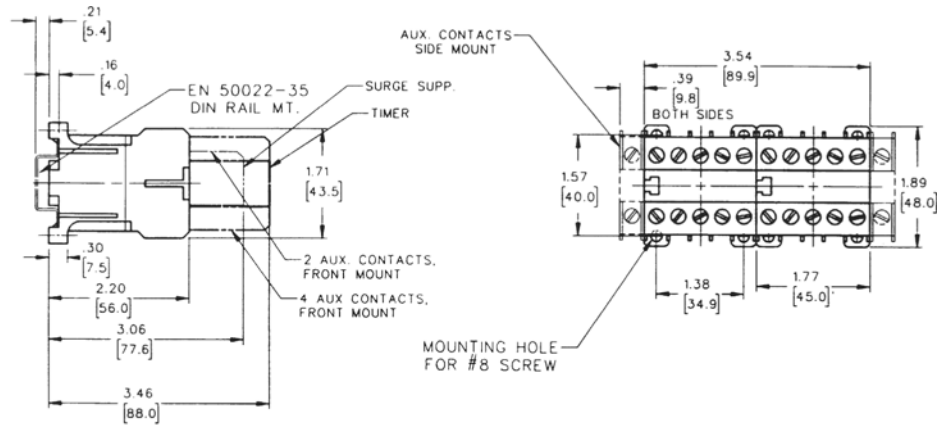 .21
[5.4]
.16
[4.0]
EN 50022-35
DIN RAIL MT.
SURGE SUPP.
TIMER
1.71
[43.5]
.30
[7.5]
2 AUX. CONTACTS,
FRONT MOUNT
4 AUX CONTACTS,
FRONT MOUNT
2.20
[56.0]
3.06
[77.6]
3.46
[88.0]
AUX. CONTACTS
SIDE MOUNT
3.54
[89.9]
.39
[9.8]
BOTH SIDES
1.57
[40.0]
1.89
[48.0]
1.38
[34.9]
1.77
[45.0]
MOUNTING HOLE
FOR #8 SCREW